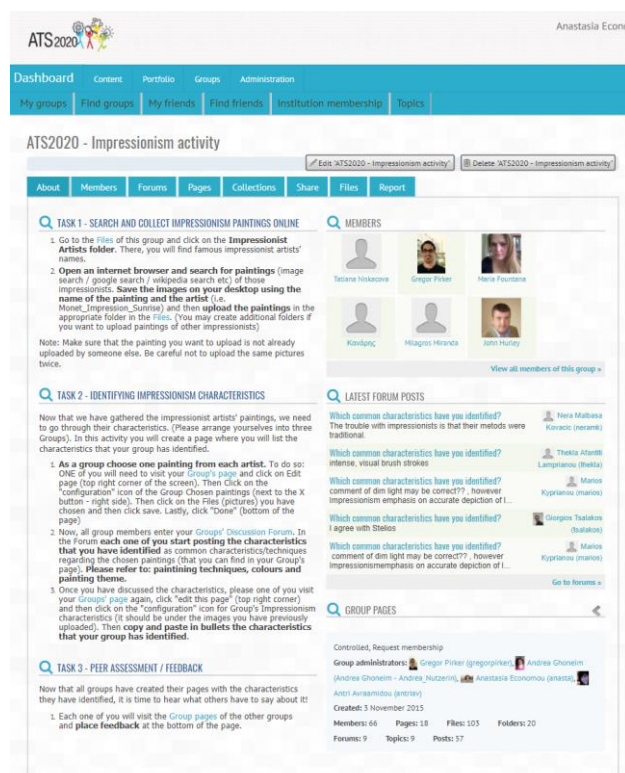 Anastasia Econo
ATS2020
Dashboard Content Portfolio Groups Administration
My groups Find groups My friends Find friends Institution membership Topics
ATS2020 - Impressionism activity
Edit 'ATS2020 - Impressionism activity' Delete 'ATS2020 - Impressionism activity'
About Members Forums Pages Collections Share Files Report
TASK 1 - SEARCH AND COLLECT IMPRESSIONISM PAINTINGS ONLINE
1. Go to the Files of this group and click on the Impressionist
Artists folder. There, you will find famous impressionist artists'
names.
2. Open an internet browser and search for paintings (image
search / google search / wikipedia search etc) of those
impressionists. Save the images on your desktop using the
name of the painting and the artist (i.e.
Monet_Impression_Sunrise) and then upload the paintings in the
appropriate folder in the Files. (You may create additional folders if
you want to upload paintings of other impressionists)
Note: Make sure that the painting you want to upload is not already
uploaded by someone else. Be careful not to upload the same pictures
twice.
TASK 2 - IDENTIFYING IMPRESSIONISM CHARACTERISTICS
Now that we have gathered the impressionist artists' paintings, we need
to go through their characteristics. (Please arrange yourselves into three
Groups). In this activity you will create a page where you will list the
characteristics that your group has identified.
1. As a group choose one painting from each artist. To do so:
ONE of you will need to visit your Group's page and click on Edit
page (top right corner of the screen). Then Click on the
"configuration" icon of the Group Chosen paintings (next to the X
button - right side). Then click on the Files (pictures) you have
chosen and then click save. Lastly, click "Done" (bottom of the
page)
2. Now, all group members enter your Groups' Discussion Forum. In
the Forum each one of you start posting the characteristics
that you have identified as common characteristics/techniques
regarding the chosen paintings (that you can find in your Group's
page). Please refer to: paintining techniques, colours and
painting theme.
3. Once you have discussed the characteristics, please one of you visit
your Groups' page again, click "edit this page" (top right corner)
and then click on the "configuration" icon for Group's Impressionism
characteristics (it should be under the images you have previously
uploaded). Then copy and paste in bullets the characteristics
that your group has identified.
TASK 3 - PEER ASSESSMENT / FEEDBACK
Now that all groups have created their pages with the characteristics
they have identified, it is time to hear what others have to say about it!
1. Each one of you will visit the Group pages of the other groups
and place feedback at the bottom of the page.
MEMBERS
Tatiana Niskacova Gregor Pirker Maria Fountana
Κανάρης Milagros Miranda John Hurley
View all members of this group »
LATEST FORUM POSTS
Which common characteristics have you identified? Nera Malbasa
The trouble with impressionists is that their metods were Kovacic (neramk)
traditional.
Which common characteristics have you identified? Thekla Afantiti
intense, visual brush strokes Lamprianou (thekla)
Which common characteristics have you identified? Marios
comment of dim light may be correct?? , however Kyprianou (marios)
Impressionism emphasis on accurate depiction of l...
Which common characteristics have you identified? Giorgios Tsalakos
I agree with Stelios (tsalakos)
Which common characteristics have you identified? Marios
comment of dim light may be correct?? , however Kyprianou (marios)
Impressionismemphasis on accurate depiction of l...
Go to forums »
GROUP PAGES
Controlled, Request membership
Group administrators: Gregor Pirker (gregorpirker), Andrea Ghoneim
(Andrea Ghoneim - Andrea_Nutzerin), Anastasia Economou (anasta),
Antri Avraamidou (antriav)
Created: 3 November 2015
Members: 66 Pages: 18 Files: 103 Folders: 20
Forums: 9 Topics: 9 Posts: 57